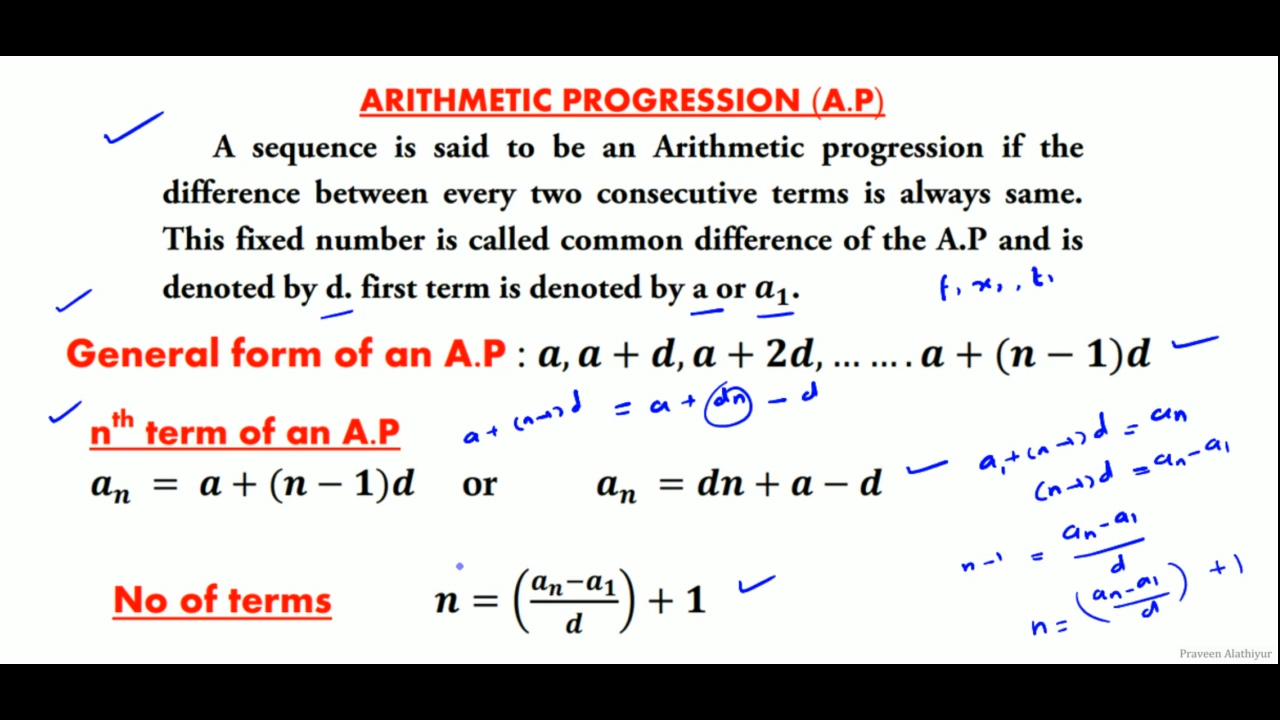 ARITHMETIC PROGRESSION (A.P)
A sequence is said to be an Arithmetic progression if the
difference between every two consecutive terms is always same.
This fixed number is called common difference of the A.P and is
denoted by d. first term is denoted by a or a₁.
f, x, , t,
General form of an A.P : a, a + d, a + 2d, … … . a + (n − 1)d
a + (n-1)d = a + dn - d
nth term of an A.P
aₙ = a + (n − 1)d or aₙ = dn + a − d
a₁ + (n-1)d = aₙ
(n-1)d = aₙ - a₁
n-1 = (aₙ - a₁)/d
No of terms n = ((aₙ−a₁)/d) + 1
n = ((aₙ-a₁)/d) + 1
Praveen Alathiyur